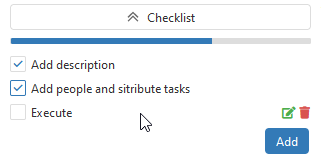 Checklist
Add description
Add people and sitribute tasks
Execute
Add